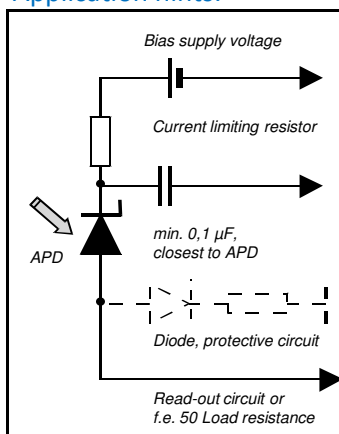 Application hints:
Bias supply voltage
Current limiting resistor
min. 0,1 µF,
closest to APD
APD
Diode, protective circuit
Read-out circuit or
f.e. 50 Load resistance